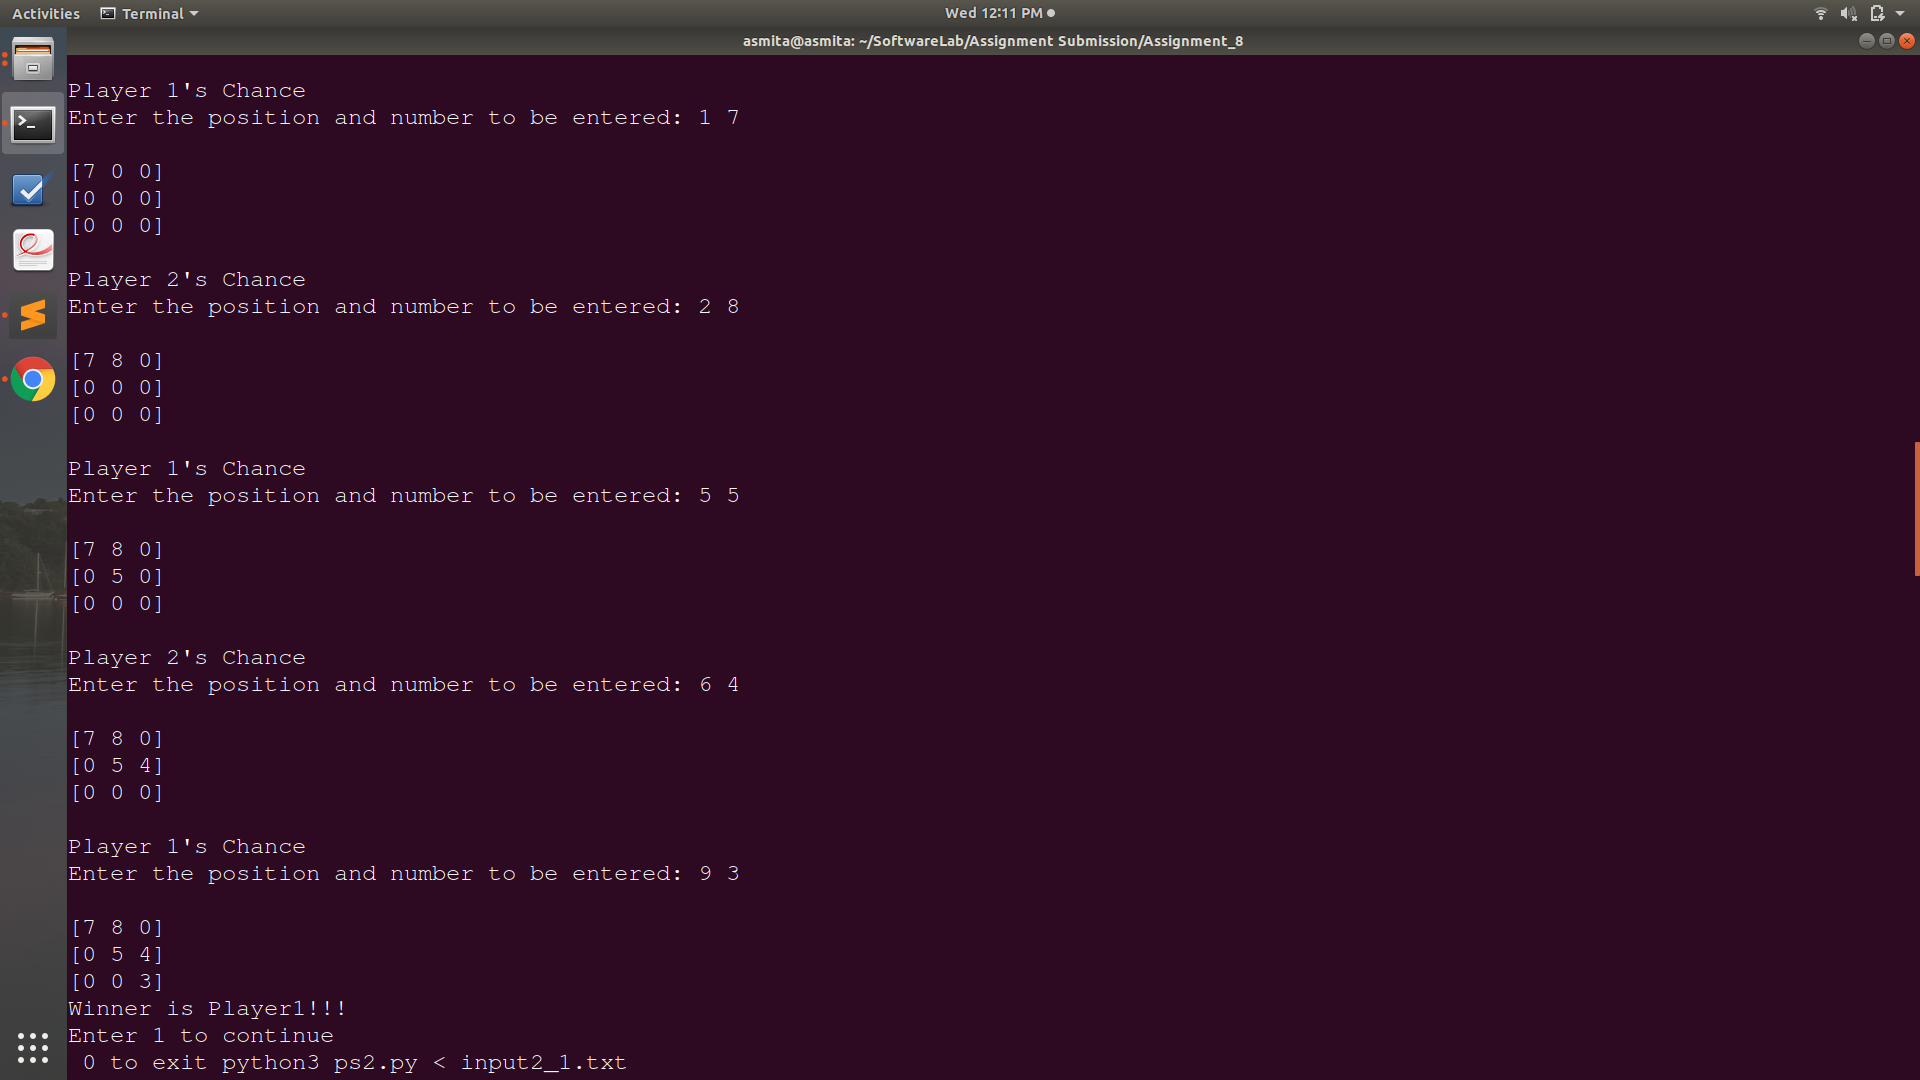 Activities Terminal Wed 12:11 PM
asmita@asmita: ~/SoftwareLab/Assignment Submission/Assignment_8
Player 1's Chance
Enter the position and number to be entered: 1 7
[7 0 0]
[0 0 0]
[0 0 0]
Player 2's Chance
Enter the position and number to be entered: 2 8
[7 8 0]
[0 0 0]
[0 0 0]
Player 1's Chance
Enter the position and number to be entered: 5 5
[7 8 0]
[0 5 0]
[0 0 0]
Player 2's Chance
Enter the position and number to be entered: 6 4
[7 8 0]
[0 5 4]
[0 0 0]
Player 1's Chance
Enter the position and number to be entered: 9 3
[7 8 0]
[0 5 4]
[0 0 3]
Winner is Player1!!!
Enter 1 to continue
0 to exit python3 ps2.py < input2_1.txt